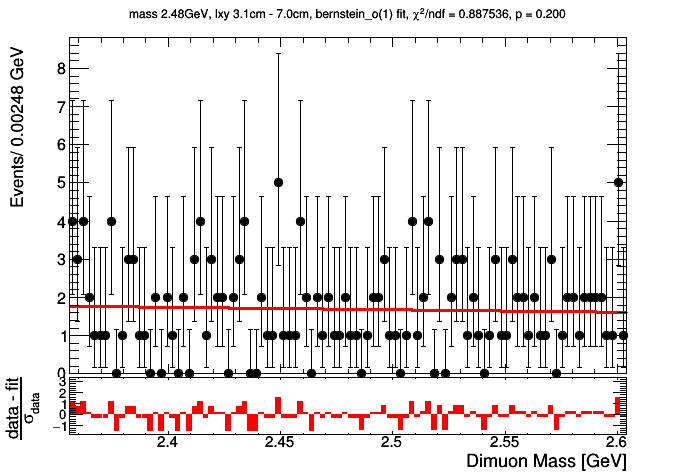 mass 2.48GeV, lxy 3.1cm - 7.0cm, bernstein_o(1) fit, χ²/ndf = 0.887536, p = 0.200
Events/ 0.00248 GeV
8
7
6
5
4
3
2
1
0
data - fit
σdata
3
2
1
0
−1
2.4 2.45 2.5 2.55 2.6
Dimuon Mass [GeV]